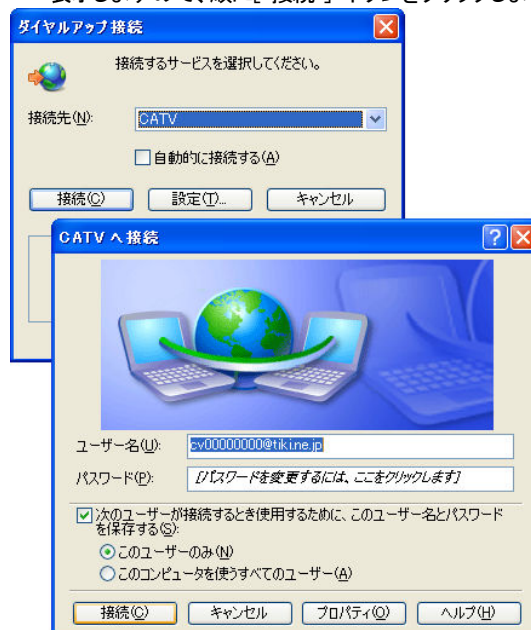 ダイヤルアップ接続
接続するサービスを選択してください。
接続先(N):
CATV
自動的に接続する(A)
接続(C)
設定(T)...
キャンセル
CATV へ接続
ユーザー名(U):
cv00000000@tiki.ne.jp
パスワード(P):
[パスワードを変更するには、ここをクリックします]
次のユーザーが接続するとき使用するために、このユーザー名とパスワード
を保存する(S):
このユーザーのみ(N)
このコンピュータを使うすべてのユーザー(A)
接続(C)
キャンセル
プロパティ(O)
ヘルプ(H)